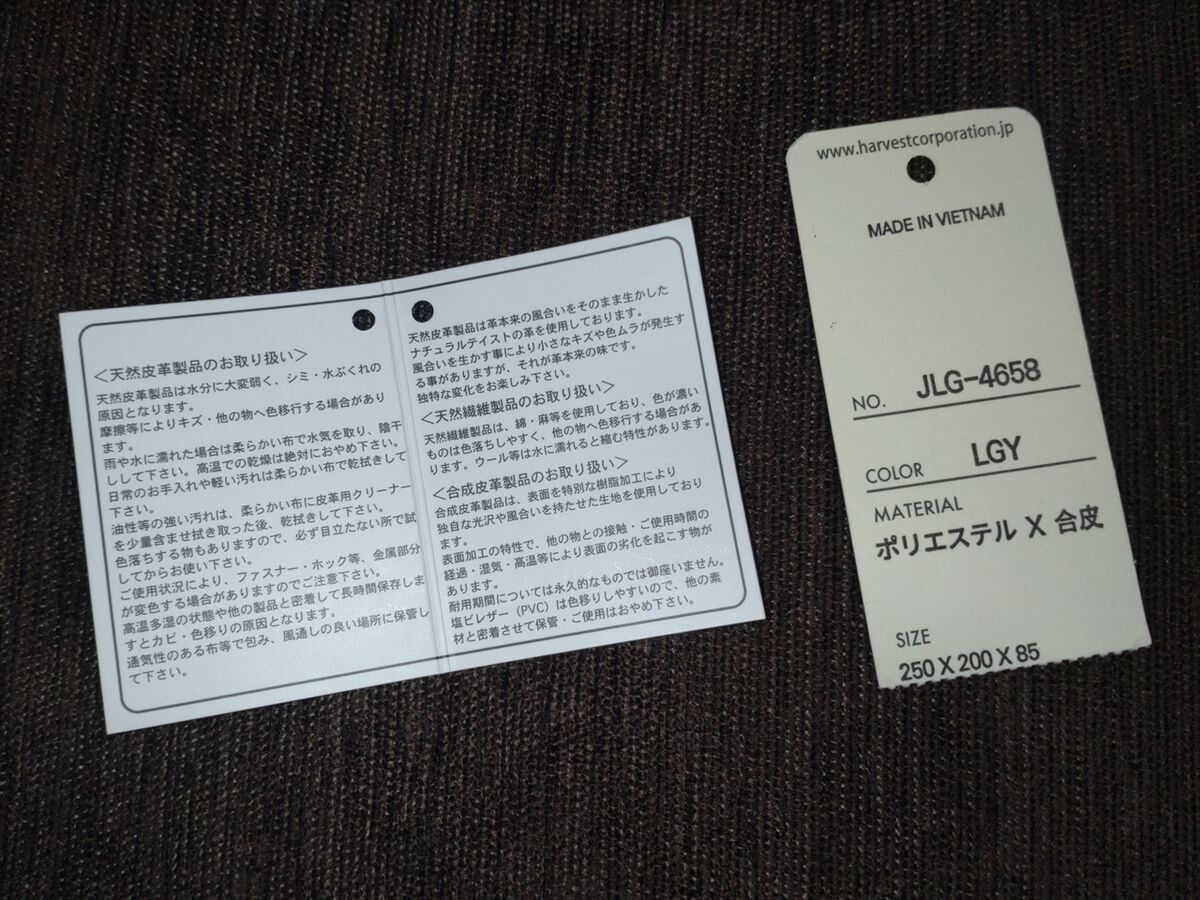 <天然皮革製品のお取り扱い>
天然皮革製品は水分に大変弱く、シミ・水ぶくれの
原因となります。
摩擦等によりキズ・他の物へ色移行する場合があり
ます。
雨や水に濡れた場合は柔らかい布で水気を取り、陰干
しして下さい。高温での乾燥は絶対におやめ下さい。
日常のお手入れや軽い汚れは柔らかい布で乾拭きして
下さい。
油性等の強い汚れは、柔らかい布に皮革用クリーナー
を少量含ませ拭き取った後、乾拭きして下さい。
色落ちする物もありますので、必ず目立たない所で試
してからお使い下さい。
ご使用状況により、ファスナー・ホック等、金属部分
が変色する場合がありますのでご注意下さい。
高温多湿の状態や他の製品と密着して長時間保存しま
すとカビ・色移りの原因となります。
通気性のある布等で包み、風通しの良い場所に保管し
て下さい。
天然皮革製品は革本来の風合いをそのまま生かした
ナチュラルテイストの革を使用しております。
風合いを生かす事により小さなキズや色ムラが発生す
る事がありますが、それが革本来の味です。
独特な変化をお楽しみ下さい。
<天然繊維製品のお取り扱い>
天然繊維製品は、綿・麻等を使用しており、色が濃い
ものは色落ちしやすく、他の物へ色移行する場合があ
ります。ウール等は水に濡れると縮む特性があります。
<合成皮革製品のお取り扱い>
合成皮革製品は、表面を特別な樹脂加工により
独自な光沢や風合いを持たせた生地を使用しており
ます。
表面加工の特性で、他の物との接触・ご使用時間の
経過・湿気・高温等により表面の劣化を起こす物が
あります。
耐用期間については永久的なものでは御座いません。
塩ビレザー（PVC）は色移りしやすいので、他の素
材と密着させて保管・ご使用はおやめ下さい。
www.harvestcorporation.jp
MADE IN VIETNAM
NO. JLG-4658
COLOR LGY
MATERIAL
ポリエステル X 合皮
SIZE
250 X 200 X 85